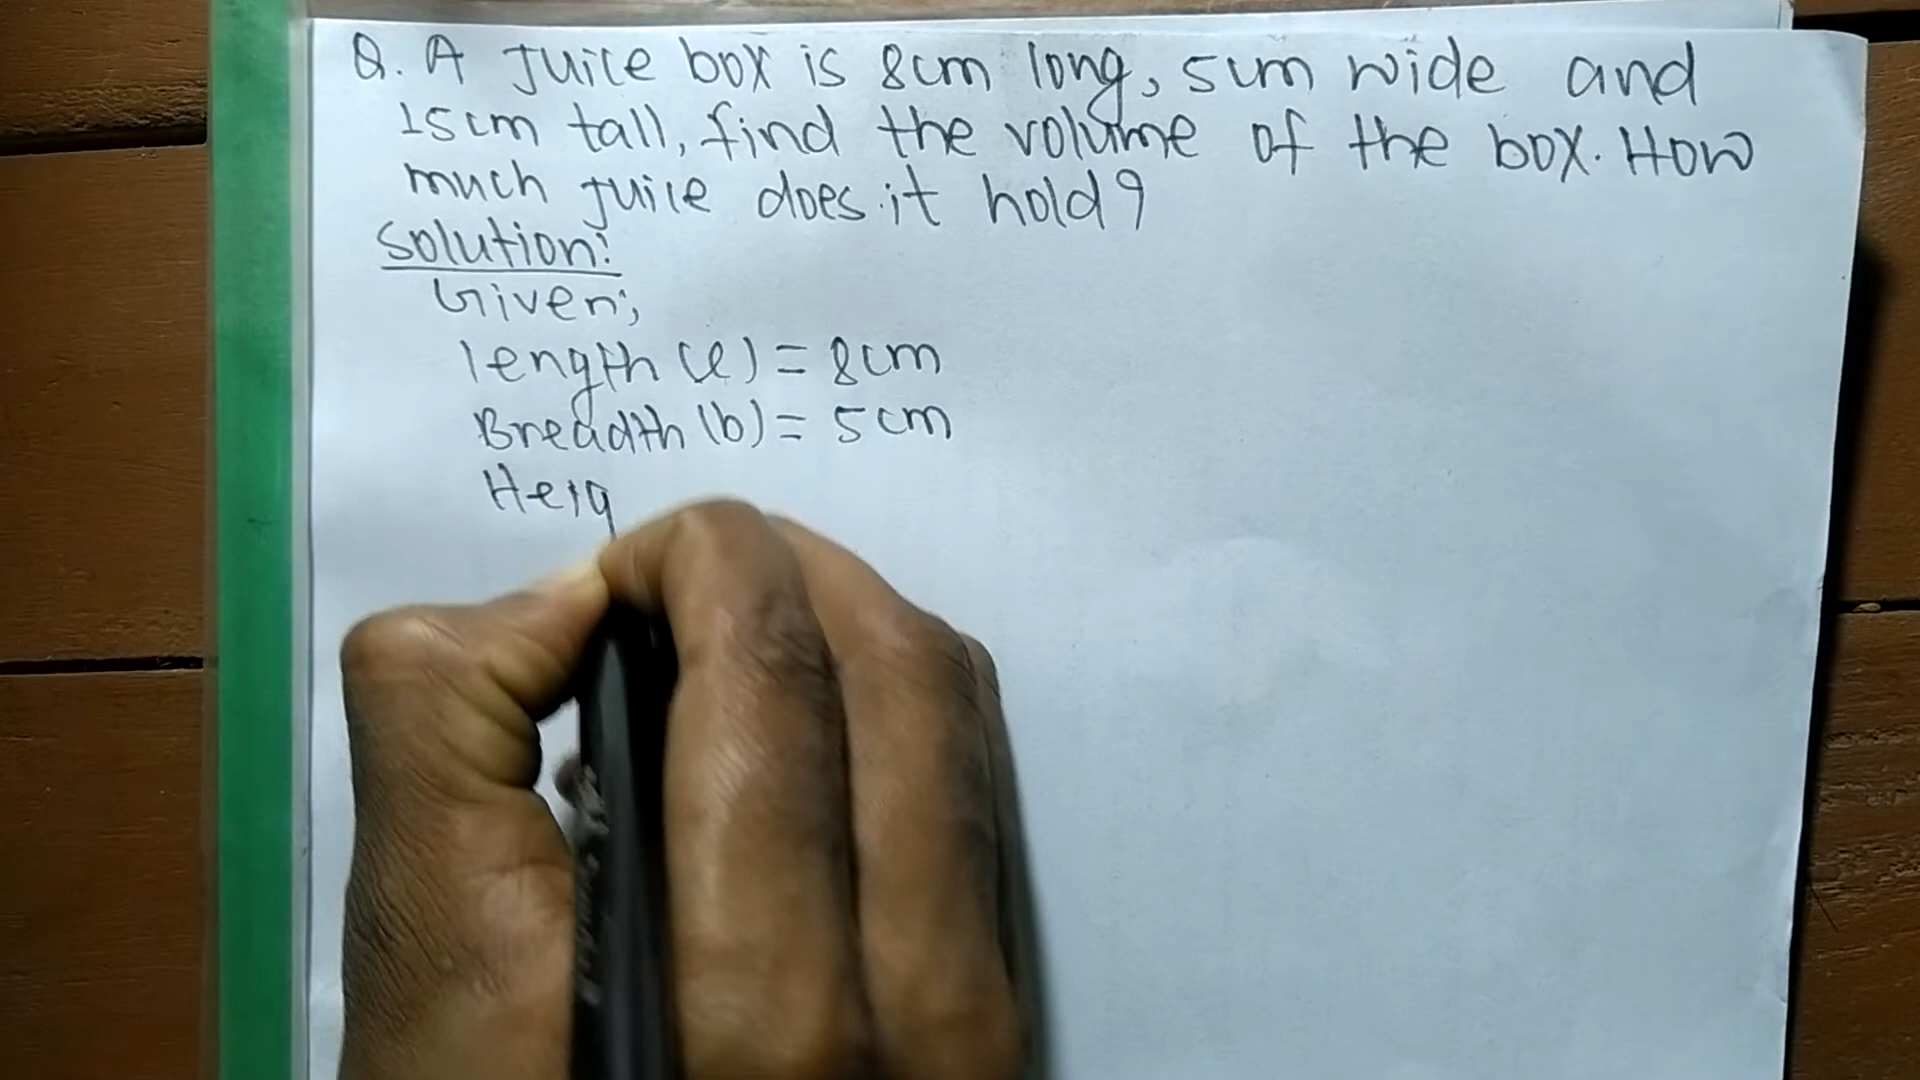 Q. A Juice box is 8cm long, 5cm wide and
15cm tall, find the volume of the box. How
much juice does it hold?
Solution:
Given;
length (l) = 8cm
Breadth (b) = 5cm
Heig